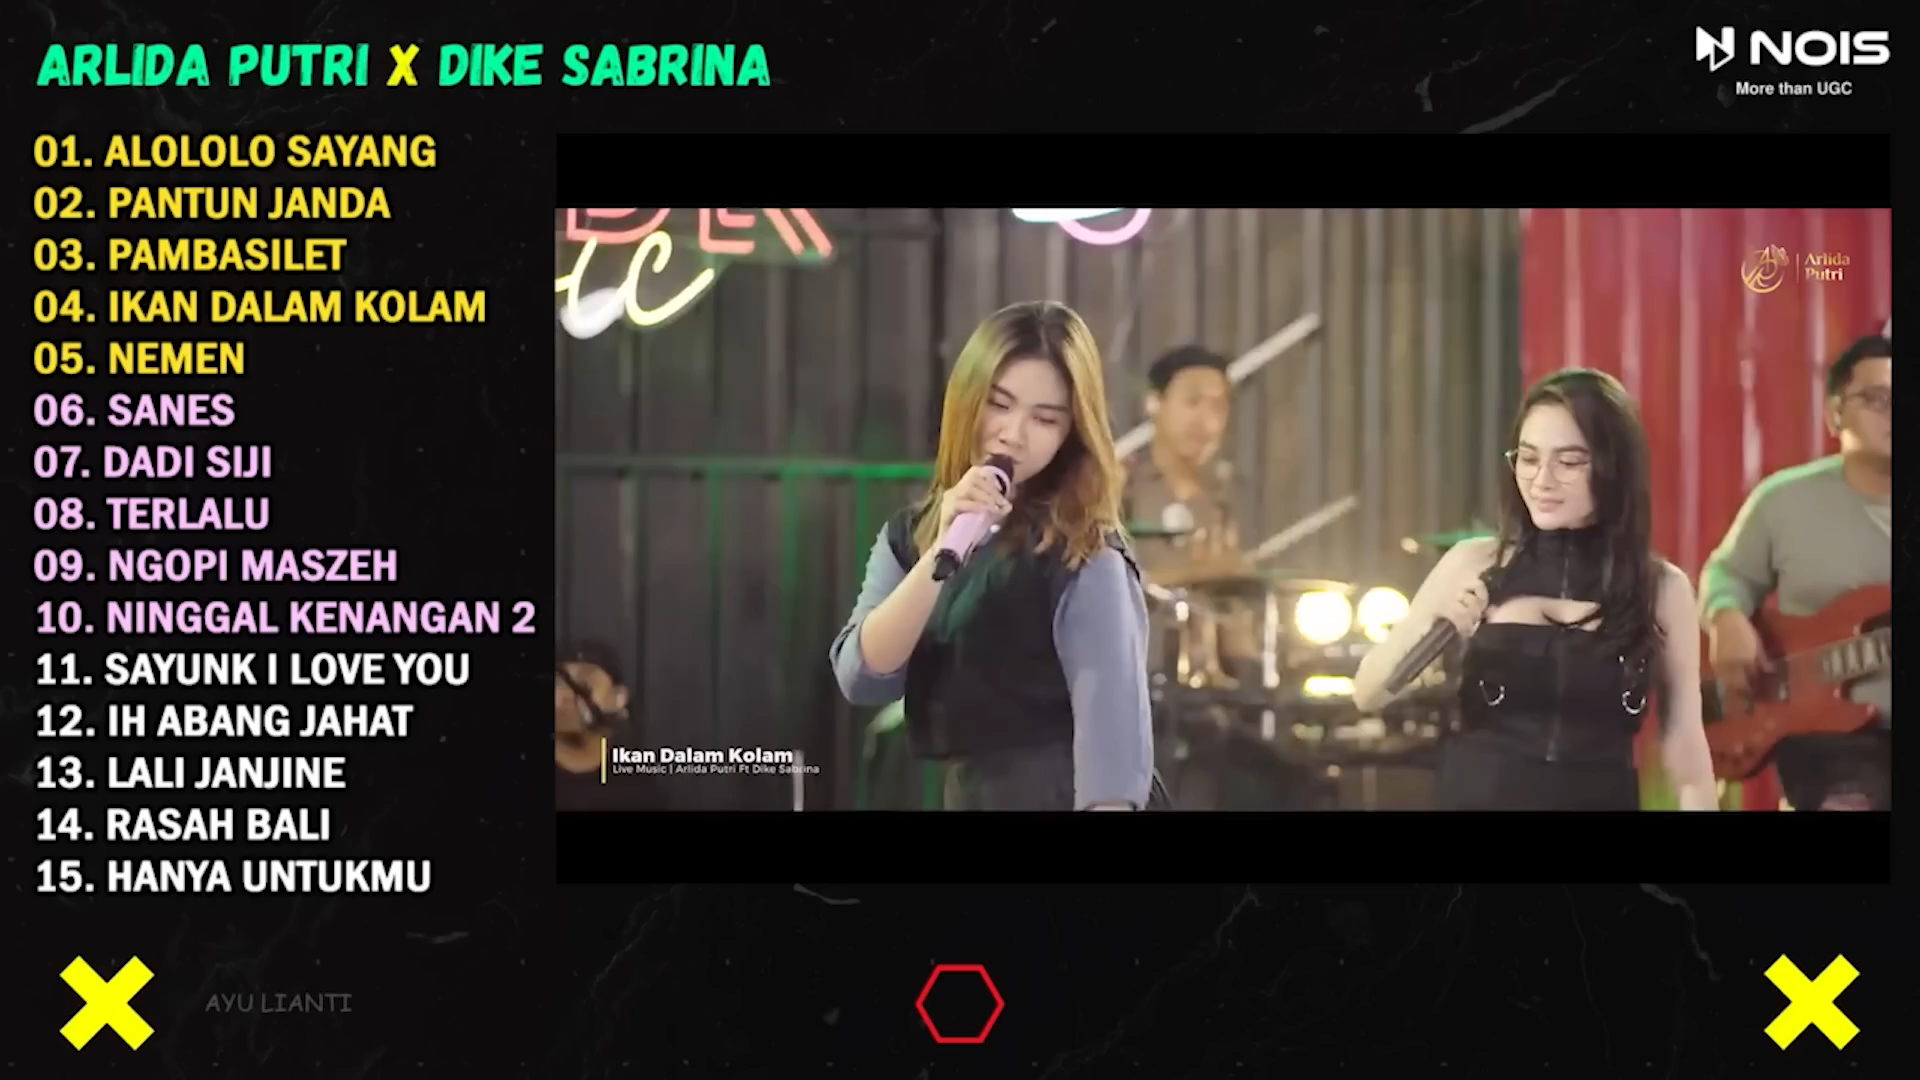 ARLIDA PUTRI X DIKE SABRINA
NOIS
More than UGC
01. ALOLOLO SAYANG
02. PANTUN JANDA
03. PAMBASILET
04. IKAN DALAM KOLAM
05. NEMEN
06. SANES
07. DADI SIJI
08. TERLALU
09. NGOPI MASZEH
10. NINGGAL KENANGAN 2
11. SAYUNK I LOVE YOU
12. IH ABANG JAHAT
13. LALI JANJINE
14. RASAH BALI
15. HANYA UNTUKMU
Arlida
Putri
Ikan Dalam Kolam
Live Music | Arlida Putri Ft Dike Sabrina
AYU LIANTI